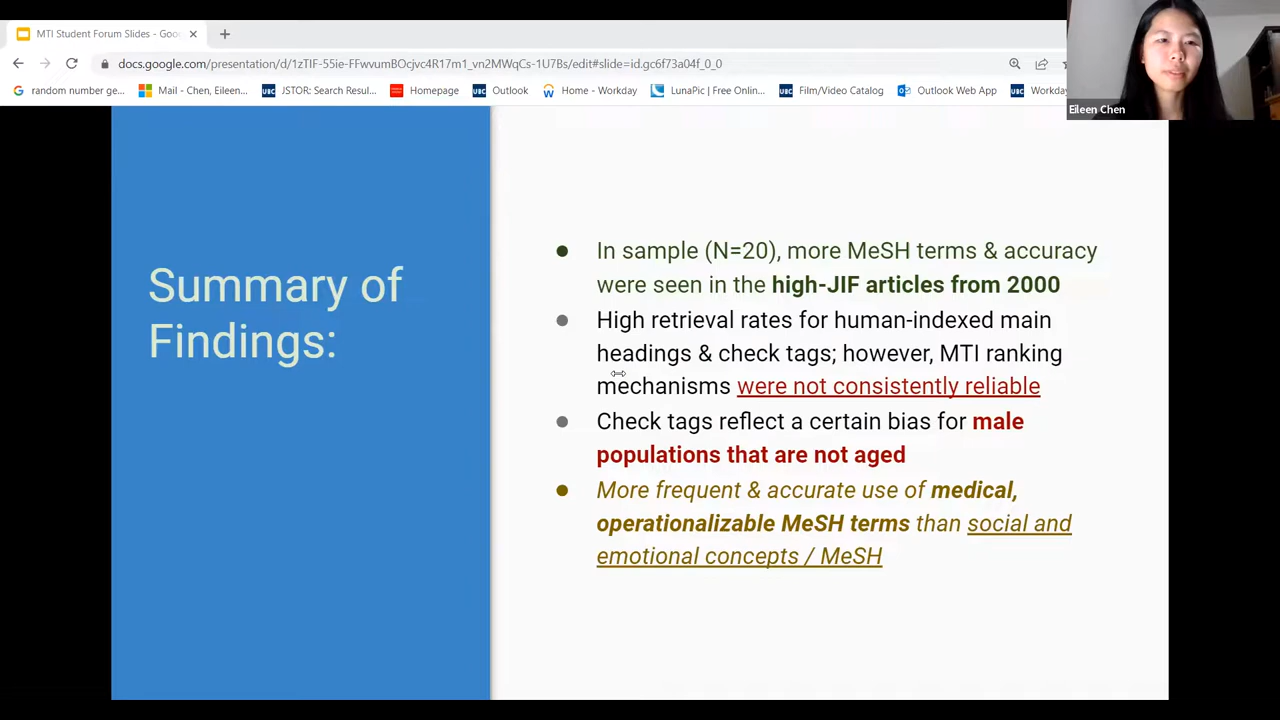 MTI Student Forum Slides - Goo
docs.google.com/presentation/d/1zTIF-55ie-FFwvumBOcjvc4R17m1_vn2MWqCs-1U7Bs/edit#slide=id.gc6f73a04f_0_0
random number ge... Mail - Chen, Eileen... UBC JSTOR: Search Resul... Homepage UBC Outlook Home - Workday LunaPic | Free Onlin... UBC Film/Video Catalog Outlook Web App UBC Workday
Eileen Chen
Summary of
Findings:
● In sample (N=20), more MeSH terms & accuracy
were seen in the high-JIF articles from 2000
● High retrieval rates for human-indexed main
headings & check tags; however, MTI ranking
mechanisms were not consistently reliable
● Check tags reflect a certain bias for male
populations that are not aged
● More frequent & accurate use of medical,
operationalizable MeSH terms than social and
emotional concepts / MeSH